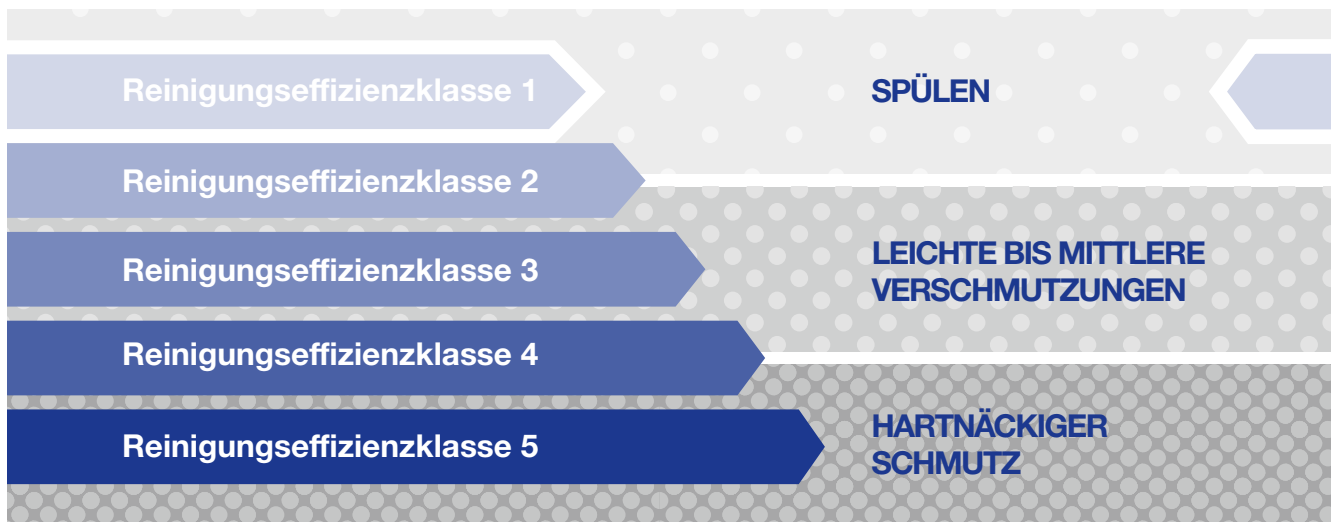 Reinigungseffizienzklasse 1
SPÜLEN
Reinigungseffizienzklasse 2
Reinigungseffizienzklasse 3
LEICHTE BIS MITTLERE
VERSCHMUTZUNGEN
Reinigungseffizienzklasse 4
Reinigungseffizienzklasse 5
HARTNÄCKIGER
SCHMUTZ